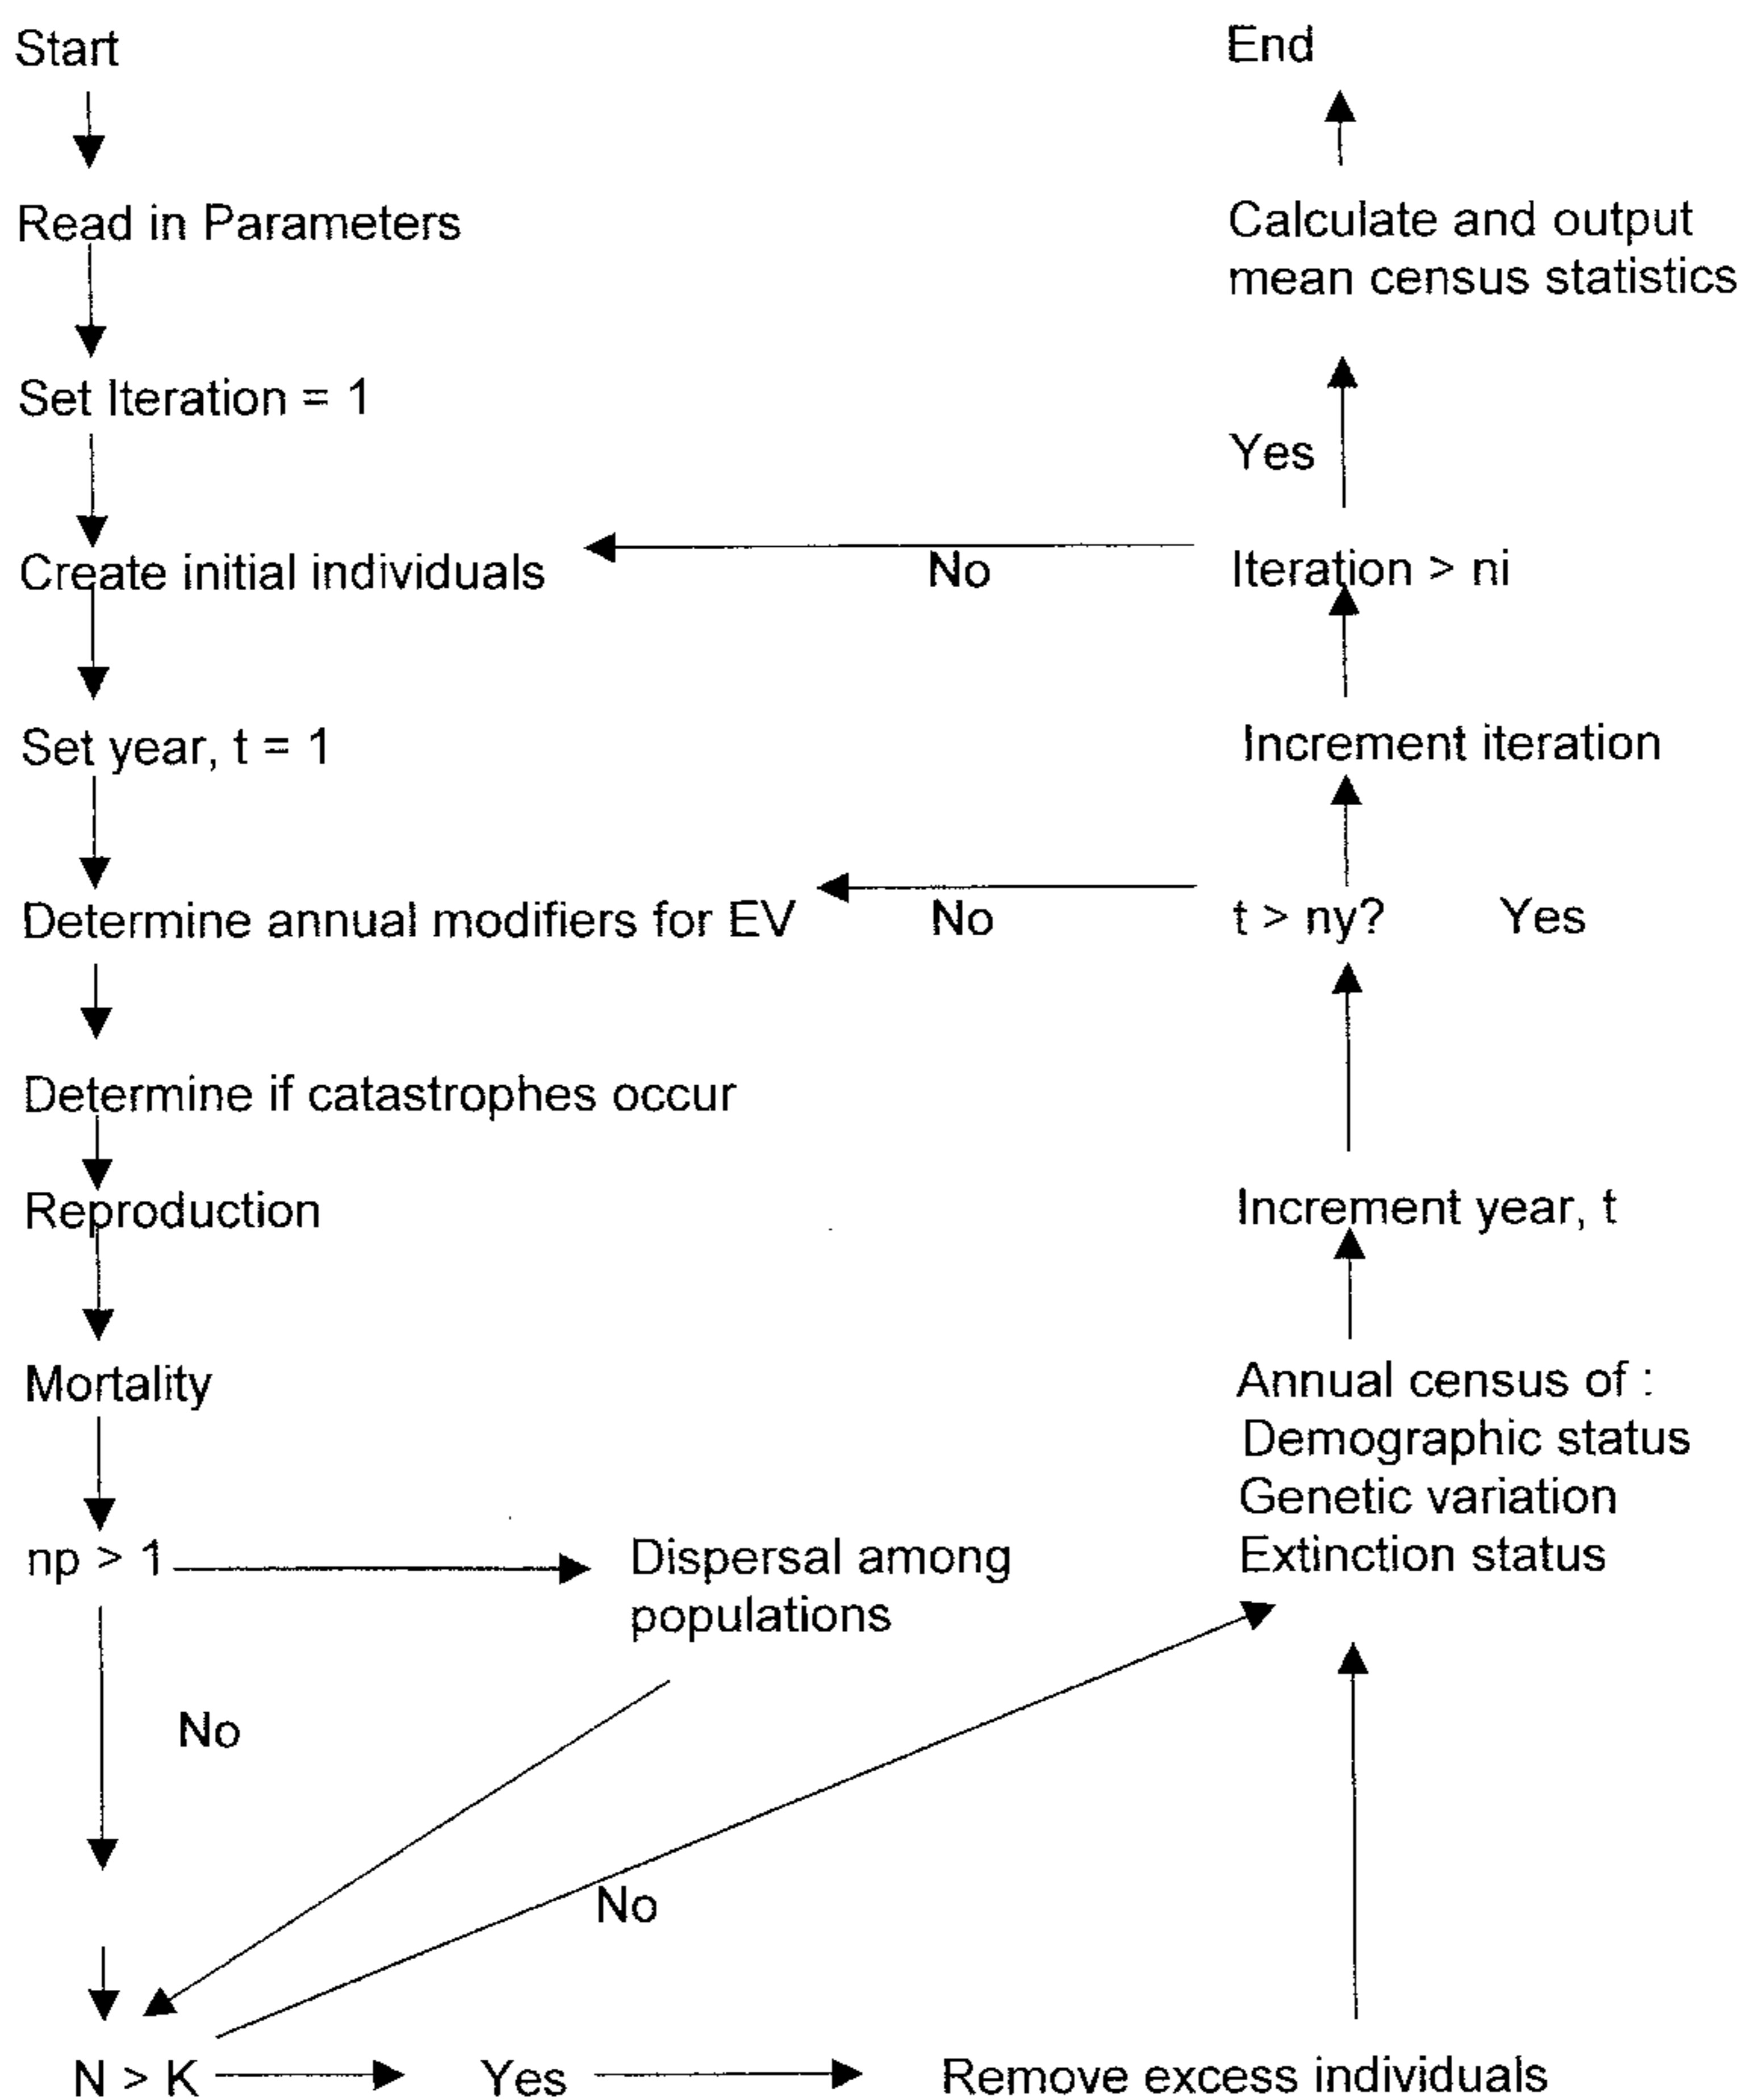 Start
Read in Parameters
Set Iteration = 1
Create initial individuals
Set year, t = 1
Determine annual modifiers for EV
Determine if catastrophes occur
Reproduction
Mortality
np > 1
Dispersal among
populations
No
N > K
Yes
Remove excess individuals
No
Annual census of :
Demographic status
Genetic variation
Extinction status
Increment year, t
t > ny?
Yes
No
Increment iteration
Iteration > ni
No
Yes
Calculate and output
mean census statistics
End